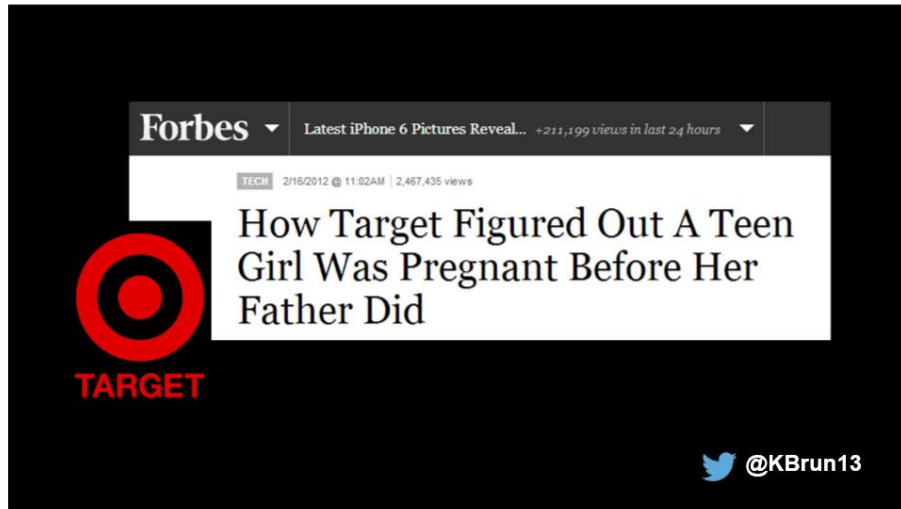 Forbes
Latest iPhone 6 Pictures Reveal... +211,199 views in last 24 hours
TECH 2/16/2012 @ 11:02AM | 2,467,435 views
How Target Figured Out A Teen
Girl Was Pregnant Before Her
Father Did
TARGET
@KBrun13